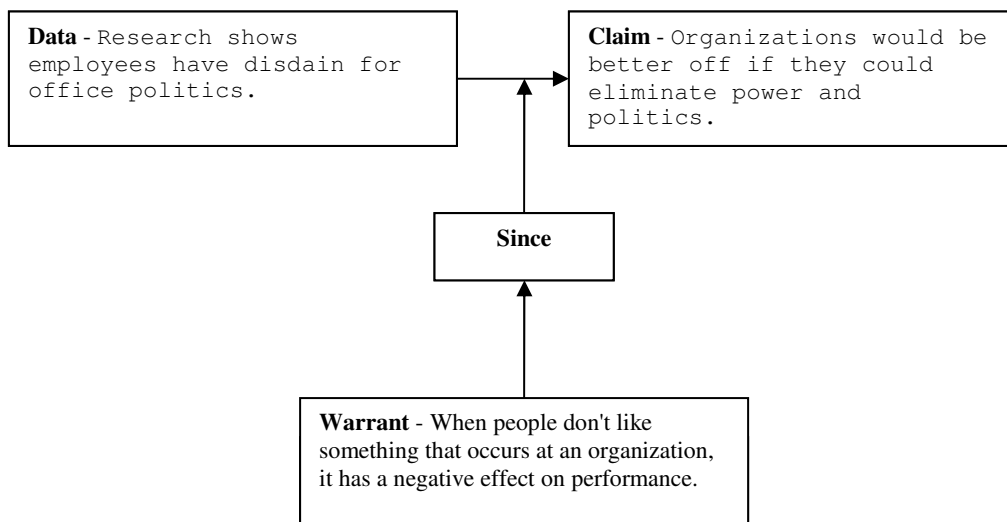 Data - Research shows
employees have disdain for
office politics.
Claim - Organizations would be
better off if they could
eliminate power and
politics.
Since
Warrant - When people don't like
something that occurs at an organization,
it has a negative effect on performance.